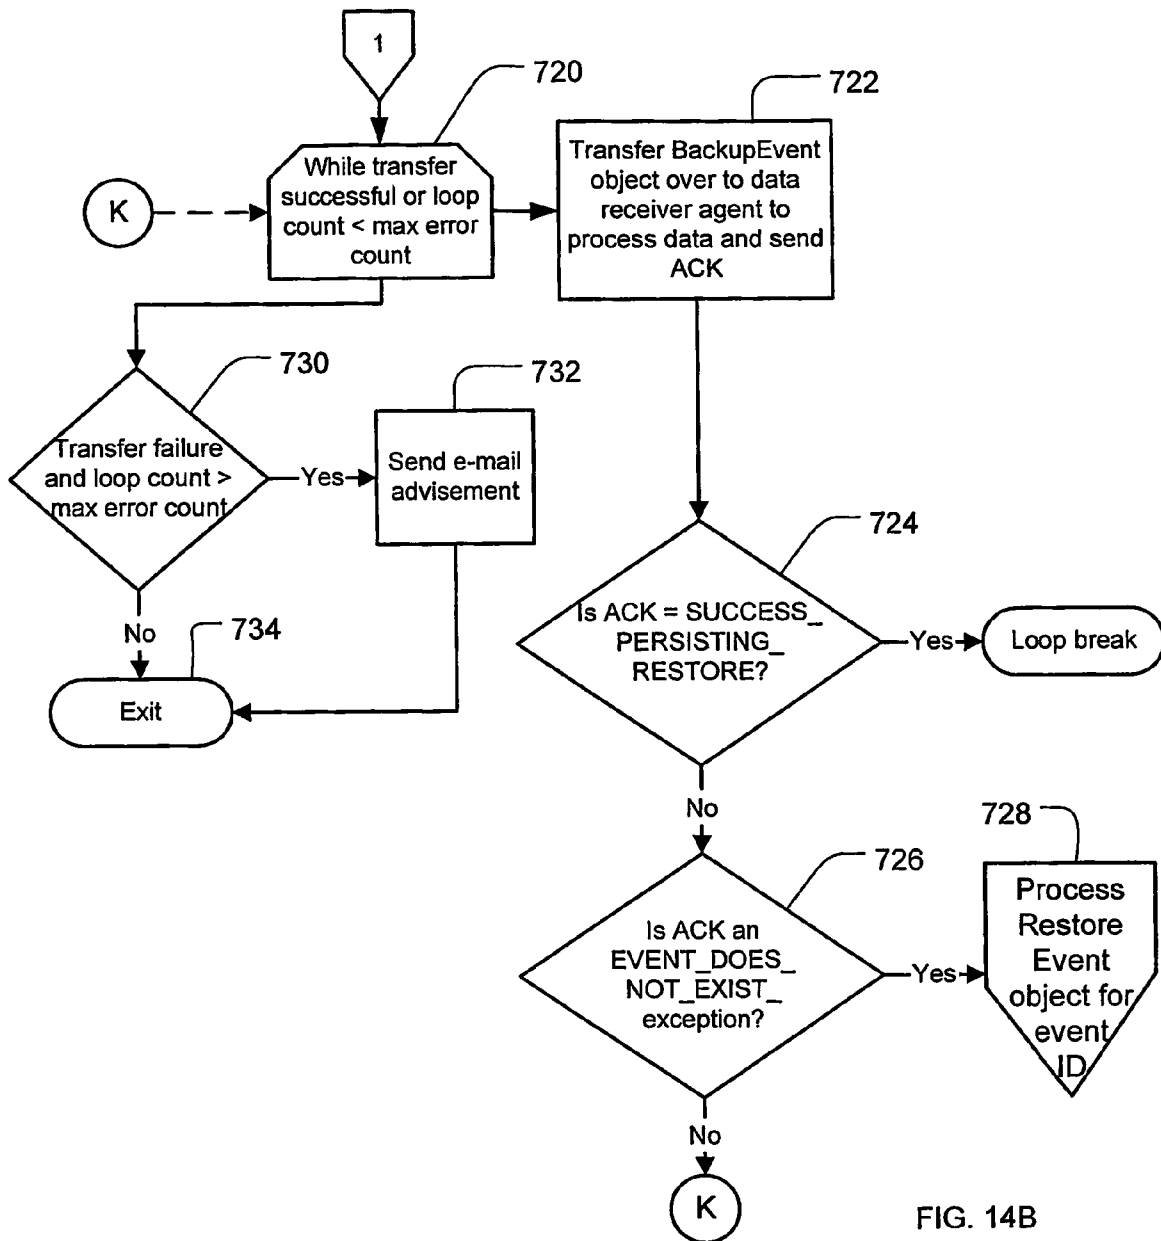 1
720
722
While transfer
successful or loop
count < max error
count
Transfer BackupEvent
object over to data
receiver agent to
process data and send
ACK
K
730
732
Transfer failure
and loop count >
max error count
Yes
Send e-mail
advisement
724
Is ACK = SUCCESS_
PERSISTING_
RESTORE?
Yes
Loop break
No
734
Exit
No
726
728
Is ACK an
EVENT_DOES_
NOT_EXIST_
exception?
Yes
Process
Restore
Event
object for
event
ID
No
K
FIG. 14B